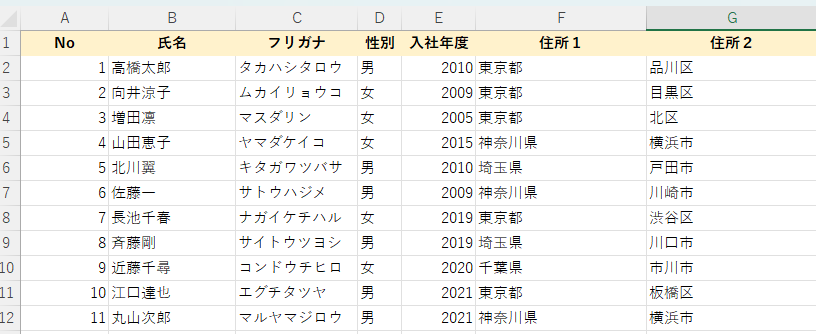 A B C D E F G
1 No 氏名 フリガナ 性別 入社年度 住所１ 住所２
2 1 高橋太郎 タカハシタロウ 男 2010 東京都 品川区
3 2 向井涼子 ムカイリョウコ 女 2009 東京都 目黒区
4 3 増田凛 マスダリン 女 2005 東京都 北区
5 4 山田恵子 ヤマダケイコ 女 2015 神奈川県 横浜市
6 5 北川翼 キタガワツバサ 男 2010 埼玉県 戸田市
7 6 佐藤一 サトウハジメ 男 2009 神奈川県 川崎市
8 7 長池千春 ナガイケチハル 女 2019 東京都 渋谷区
9 8 斉藤剛 サイトウツヨシ 男 2019 埼玉県 川口市
10 9 近藤千尋 コンドウチヒロ 女 2020 千葉県 市川市
11 10 江口達也 エグチタツヤ 男 2021 東京都 板橋区
12 11 丸山次郎 マルヤマジロウ 男 2021 神奈川県 横浜市